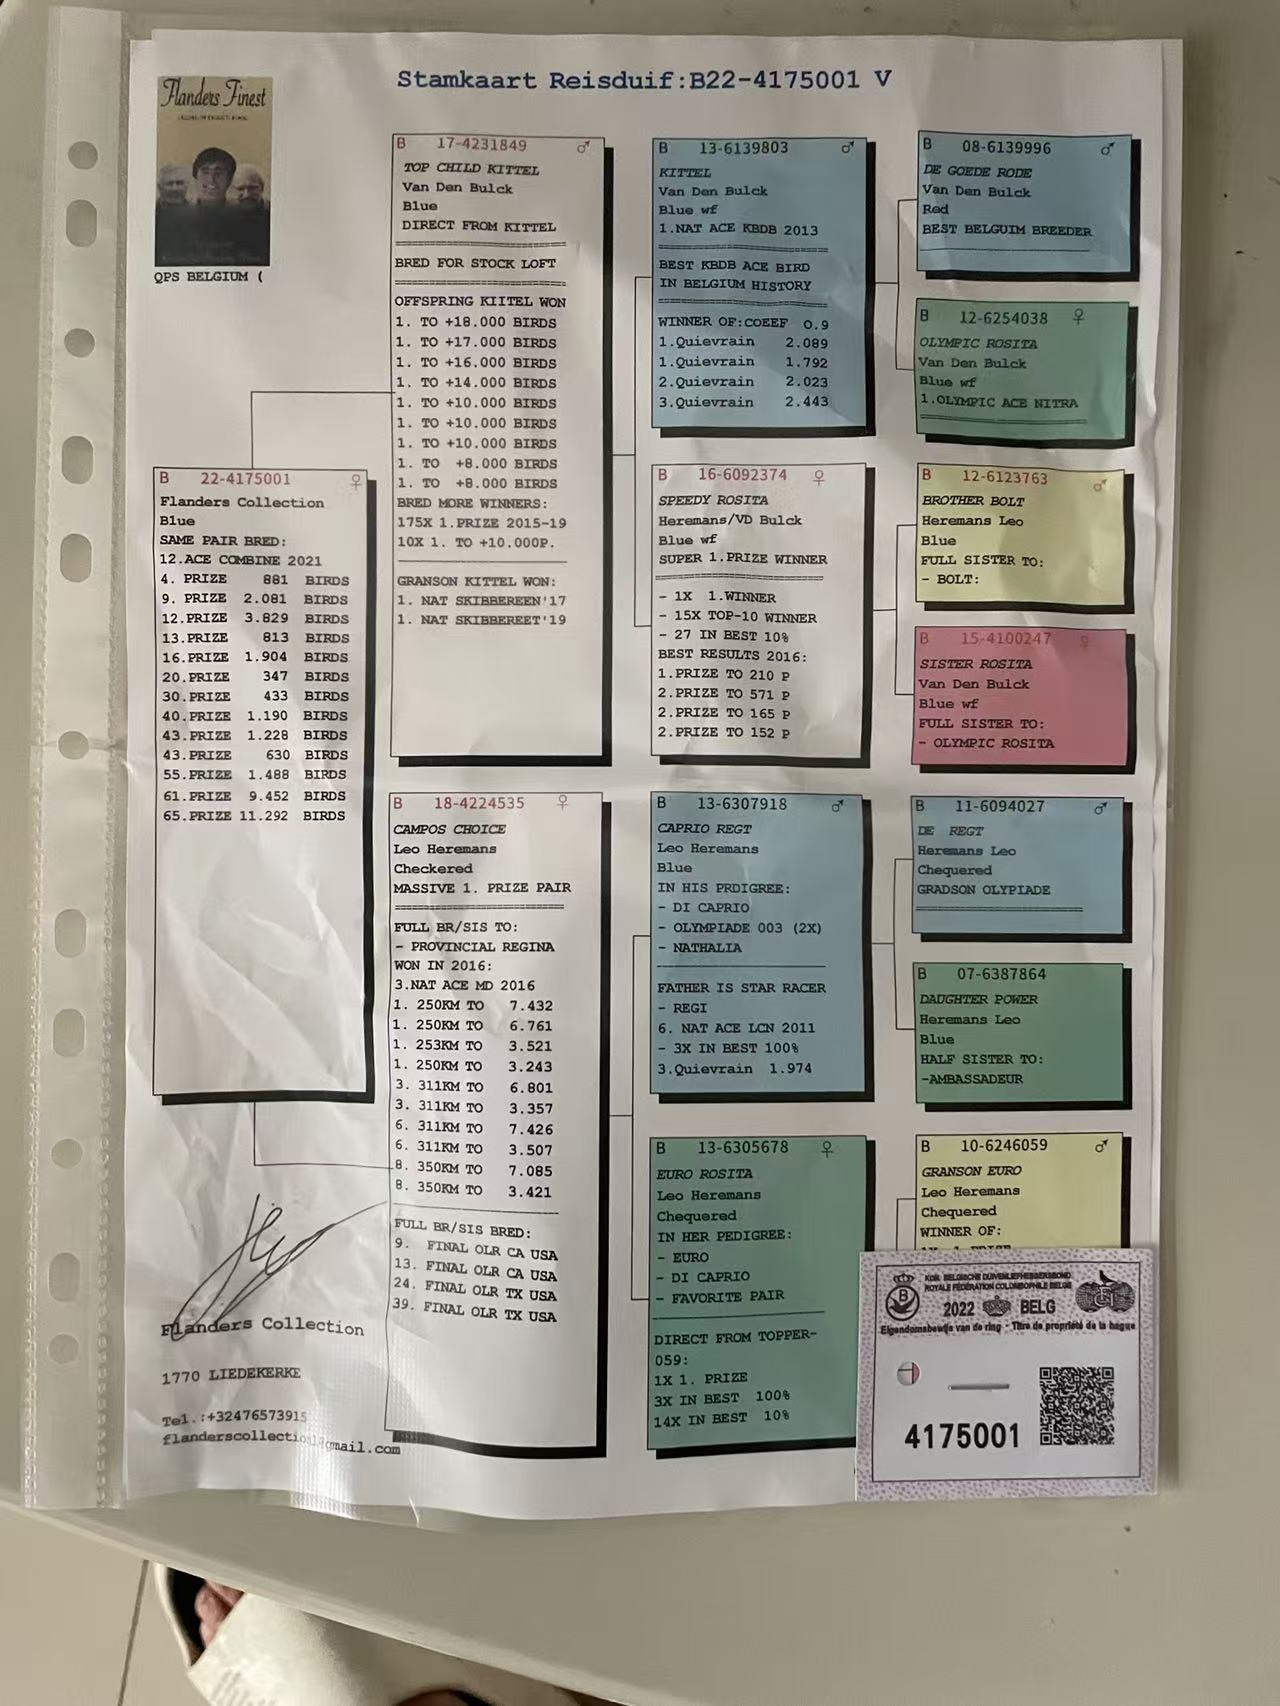 Stamkaart Reisduif:B22-4175001 V
Flanders Finest
QPS BELGIUM (
B 22-4175001 ♀
Flanders Collection
Blue
SAME PAIR BRED:
12.ACE COMBINE 2021
4. PRIZE 881 BIRDS
9. PRIZE 2.081 BIRDS
12.PRIZE 3.829 BIRDS
13.PRIZE 813 BIRDS
16.PRIZE 1.904 BIRDS
20.PRIZE 347 BIRDS
30.PRIZE 433 BIRDS
40.PRIZE 1.190 BIRDS
43.PRIZE 1.228 BIRDS
43.PRIZE 630 BIRDS
55.PRIZE 1.488 BIRDS
61.PRIZE 9.452 BIRDS
65.PRIZE 11.292 BIRDS
Flanders Collection
1770 LIEDEKERKE
Tel.:+32476573915
flanderscollection@gmail.com
B 17-4231849 ♂
TOP CHILD KITTEL
Van Den Bulck
Blue
DIRECT FROM KITTEL
BRED FOR STOCK LOFT
OFFSPRING KIITEL WON
1. TO +18.000 BIRDS
1. TO +17.000 BIRDS
1. TO +16.000 BIRDS
1. TO +14.000 BIRDS
1. TO +10.000 BIRDS
1. TO +10.000 BIRDS
1. TO +10.000 BIRDS
1. TO +8.000 BIRDS
1. TO +8.000 BIRDS
BRED MORE WINNERS:
175X 1.PRIZE 2015-19
10X 1. TO +10.000P.
GRANSON KITTEL WON:
1. NAT SKIBBEREEN'17
1. NAT SKIBBEREET'19
B 18-4224535 ♀
CAMPOS CHOICE
Leo Heremans
Checkered
MASSIVE 1. PRIZE PAIR
FULL BR/SIS TO:
- PROVINCIAL REGINA
WON IN 2016:
3.NAT ACE MD 2016
1. 250KM TO 7.432
1. 250KM TO 6.761
1. 253KM TO 3.521
1. 250KM TO 3.243
3. 311KM TO 6.801
3. 311KM TO 3.357
6. 311KM TO 7.426
6. 311KM TO 3.507
8. 350KM TO 7.085
8. 350KM TO 3.421
FULL BR/SIS BRED:
9. FINAL OLR CA USA
13. FINAL OLR CA USA
24. FINAL OLR TX USA
39. FINAL OLR TX USA
B 13-6139803 ♂
KITTEL
Van Den Bulck
Blue wf
1.NAT ACE KBDB 2013
BEST KBDB ACE BIRD
IN BELGIUM HISTORY
WINNER OF:COEEF 0.9
1.Quievrain 2.089
1.Quievrain 1.792
2.Quievrain 2.023
3.Quievrain 2.443
B 16-6092374 ♀
SPEEDY ROSITA
Heremans/VD Bulck
Blue wf
SUPER 1.PRIZE WINNER
- 1X 1.WINNER
- 15X TOP-10 WINNER
- 27 IN BEST 10%
BEST RESULTS 2016:
1.PRIZE TO 210 P
2.PRIZE TO 571 P
2.PRIZE TO 165 P
2.PRIZE TO 152 P
B 13-6307918 ♂
CAPRIO REGT
Leo Heremans
Blue
IN HIS PRDIGREE:
- DI CAPRIO
- OLYMPIADE 003 (2X)
- NATHALIA
FATHER IS STAR RACER
- REGI
6. NAT ACE LCN 2011
- 3X IN BEST 100%
3.Quievrain 1.974
B 13-6305678 ♀
EURO ROSITA
Leo Heremans
Chequered
IN HER PEDIGREE:
- EURO
- DI CAPRIO
- FAVORITE PAIR
DIRECT FROM TOPPER-
059:
1X 1. PRIZE
3X IN BEST 100%
14X IN BEST 10%
B 08-6139996 ♂
DE GOEDE RODE
Van Den Bulck
Red
BEST BELGUIM BREEDER
B 12-6254038 ♀
OLYMPIC ROSITA
Van Den Bulck
Blue wf
1.OLYMPIC ACE NITRA
B 12-6123763 ♂
BROTHER BOLT
Heremans Leo
Blue
FULL SISTER TO:
- BOLT:
B 15-4100247 ♀
SISTER ROSITA
Van Den Bulck
Blue wf
FULL SISTER TO:
- OLYMPIC ROSITA
B 11-6094027 ♂
DE REGT
Heremans Leo
Chequered
GRADSON OLYPIADE
B 07-6387864
DAUGHTER POWER
Heremans Leo
Blue
HALF SISTER TO:
-AMBASSADEUR
B 10-6246059 ♂
GRANSON EURO
Leo Heremans
Chequered
WINNER OF:
1X 1. PRIZE
KON. BELGISCHE DUIVENLIEFHEBBERSBOND
ROYALE FÉDÉRATION COLOMBOPHILE BELGE
2022 BELG
Eigendomsbewijs van de ring - Titre de propriété de la bague
4175001